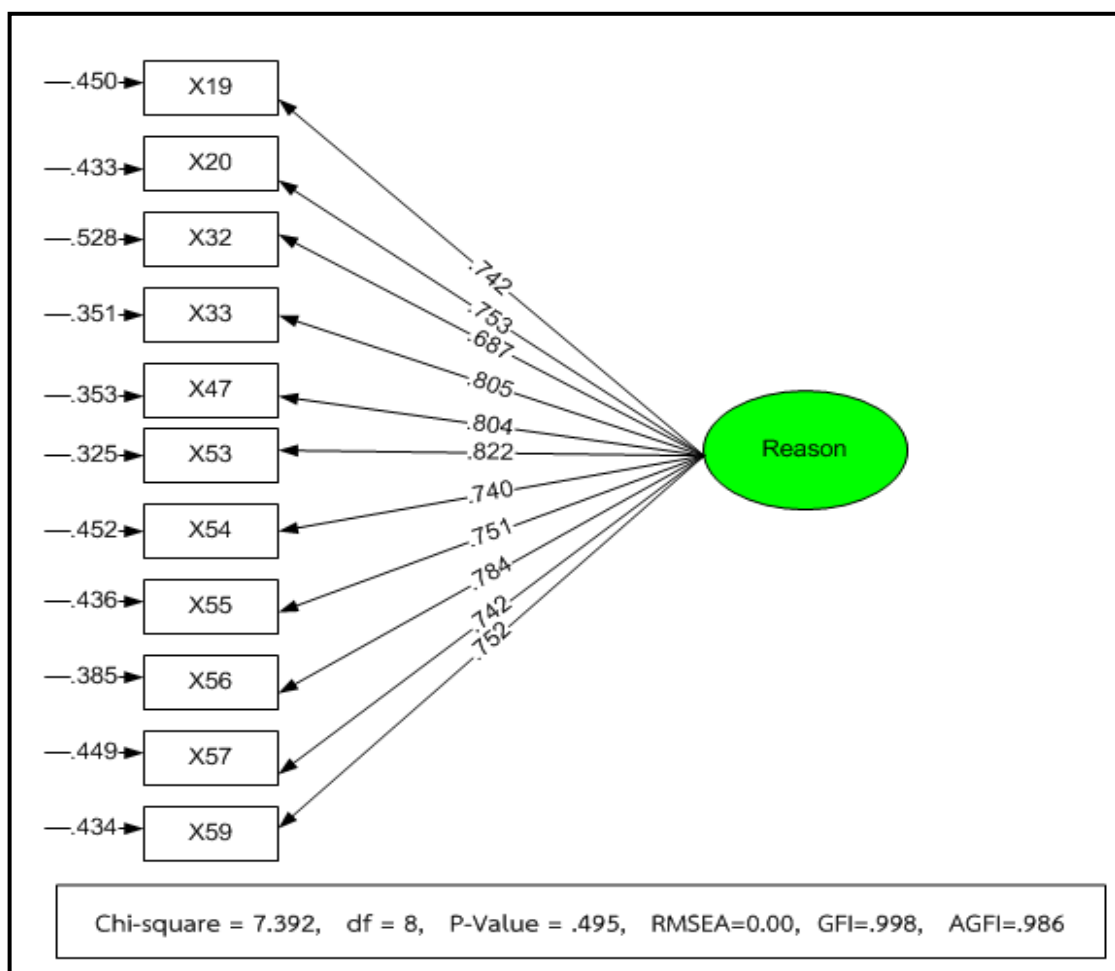 .450 X19
.433 X20
.528 X32
.351 X33
.353 X47
.325 X53
.452 X54
.436 X55
.385 X56
.449 X57
.434 X59
.742
.753
.687
.805
.804
.822
.740
.751
.784
.742
.752
Reason
Chi-square = 7.392, df = 8, P-Value = .495, RMSEA=0.00, GFI=.998, AGFI=.986